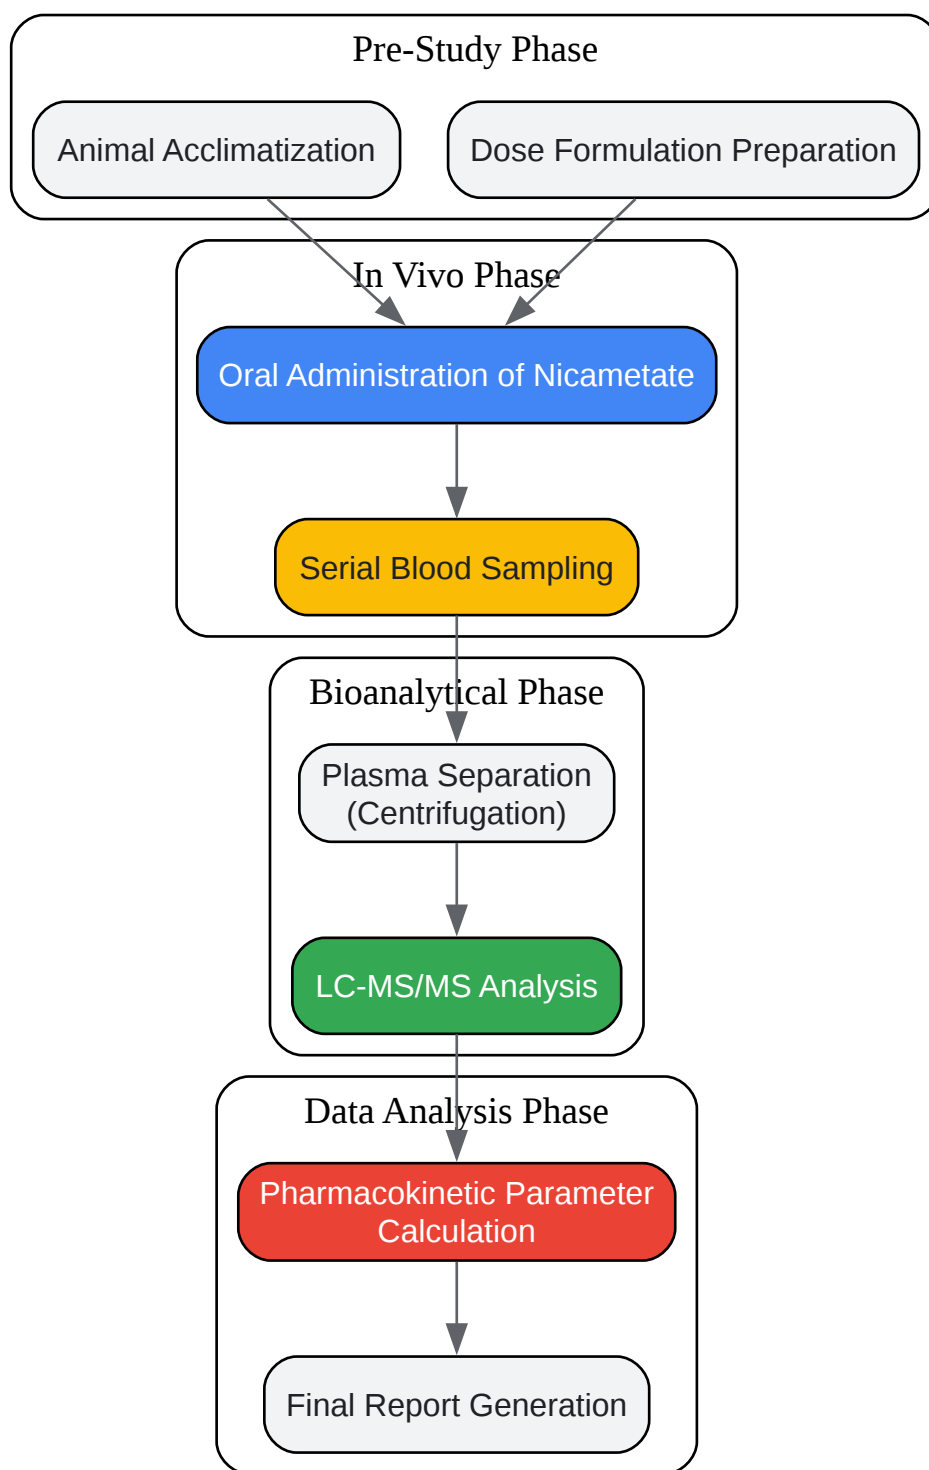 Pre-Study Phase
Animal Acclimatization
Dose Formulation Preparation
In Vivo Phase
Oral Administration of Nicametate
Serial Blood Sampling
Bioanalytical Phase
Plasma Separation
(Centrifugation)
LC-MS/MS Analysis
Data Analysis Phase
Pharmacokinetic Parameter
Calculation
Final Report Generation